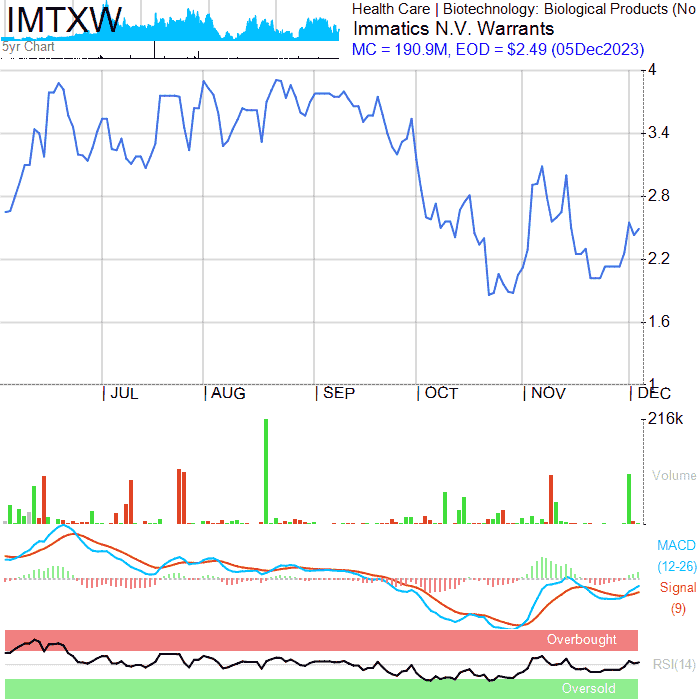 IMTXW
5yr Chart
Health Care | Biotechnology: Biological Products (No
Immatics N.V. Warrants
MC = 190.9M, EOD = $2.49 (05Dec2023)
4
3.4
2.8
2.2
1.6
1
JUL
AUG
SEP
OCT
NOV
DEC
216k
Volume
MACD
(12-26)
Signal
(9)
Overbought
RSI(14)
Oversold